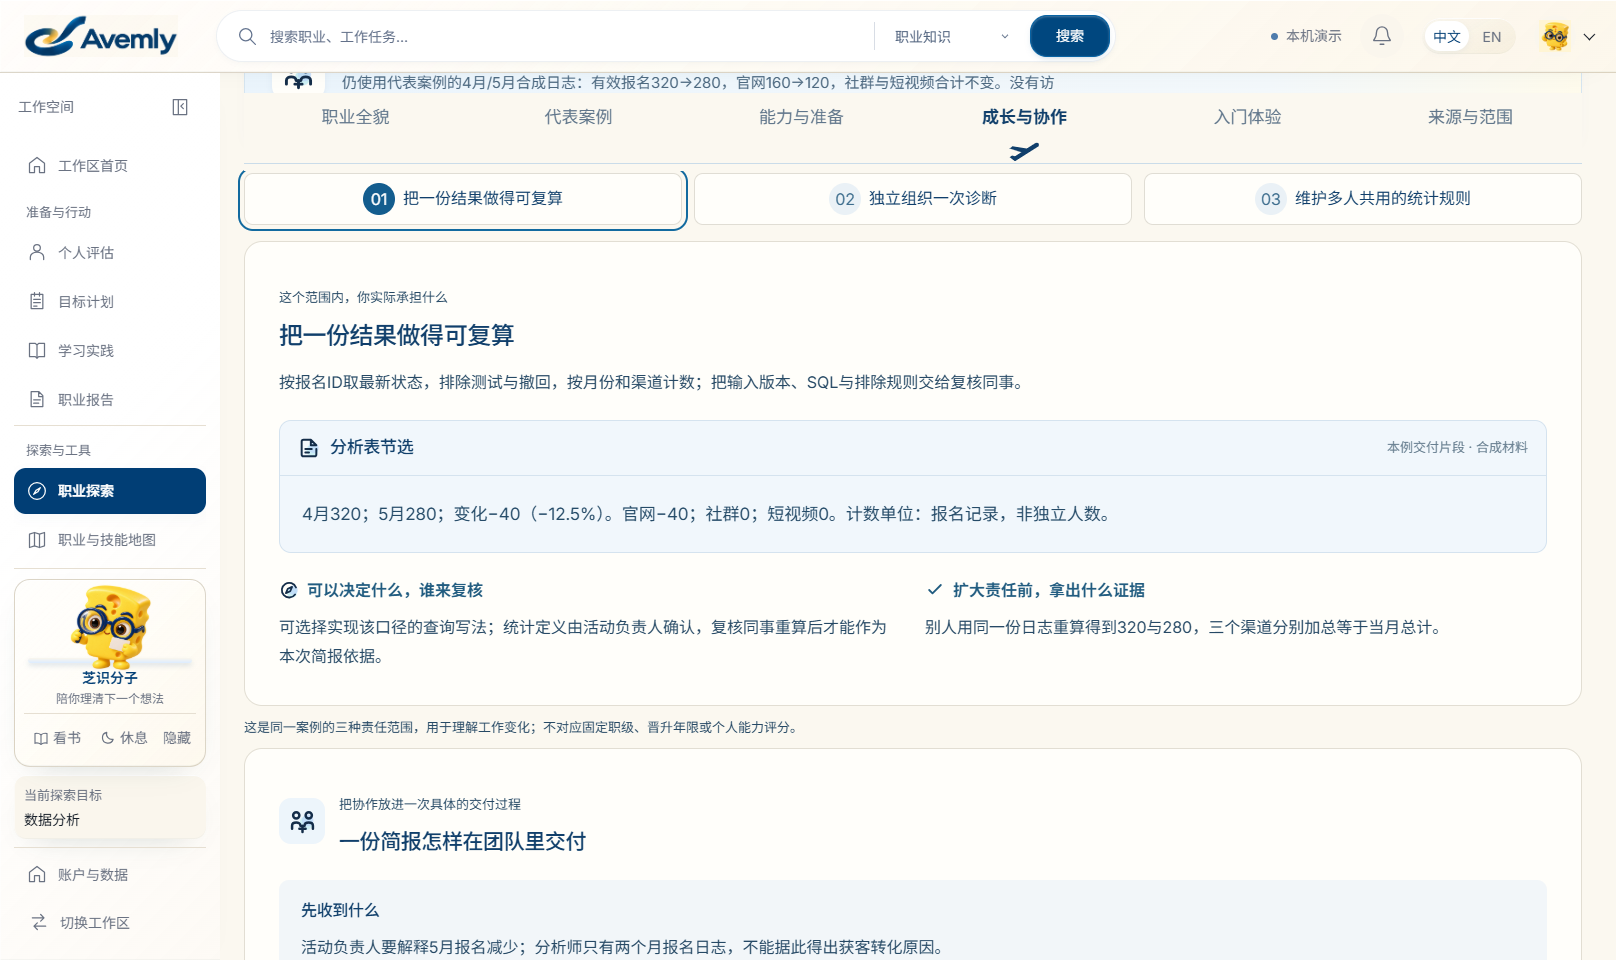 Avemly
搜索职业、工作任务...
职业知识
搜索
本机演示
中文
EN
工作空间
工作区首页
准备与行动
个人评估
目标计划
学习实践
职业报告
探索与工具
职业探索
职业与技能地图
芝识分子
陪你理清下一个想法
看书
休息
隐藏
当前探索目标
数据分析
账户与数据
切换工作区
仍使用代表案例的4月/5月合成日志：有效报名320→280，官网160→120，社群与短视频合计不变。没有访
职业全貌
代表案例
能力与准备
成长与协作
入门体验
来源与范围
01 把一份结果做得可复算
02 独立组织一次诊断
03 维护多人共用的统计规则
这个范围内，你实际承担什么
把一份结果做得可复算
按报名ID取最新状态，排除测试与撤回，按月份和渠道计数；把输入版本、SQL与排除规则交给复核同事。
分析表节选
本例交付片段 · 合成材料
4月320；5月280；变化−40（−12.5%）。官网−40；社群0；短视频0。计数单位：报名记录，非独立人数。
可以决定什么，谁来复核
可选择实现该口径的查询写法；统计定义由活动负责人确认，复核同事重算后才能作为
本次简报依据。
扩大责任前，拿出什么证据
别人用同一份日志重算得到320与280，三个渠道分别加总等于当月总计。
这是同一案例的三种责任范围，用于理解工作变化；不对应固定职级、晋升年限或个人能力评分。
把协作放进一次具体的交付过程
一份简报怎样在团队里交付
先收到什么
活动负责人要解释5月报名减少；分析师只有两个月报名日志，不能据此得出获客转化原因。